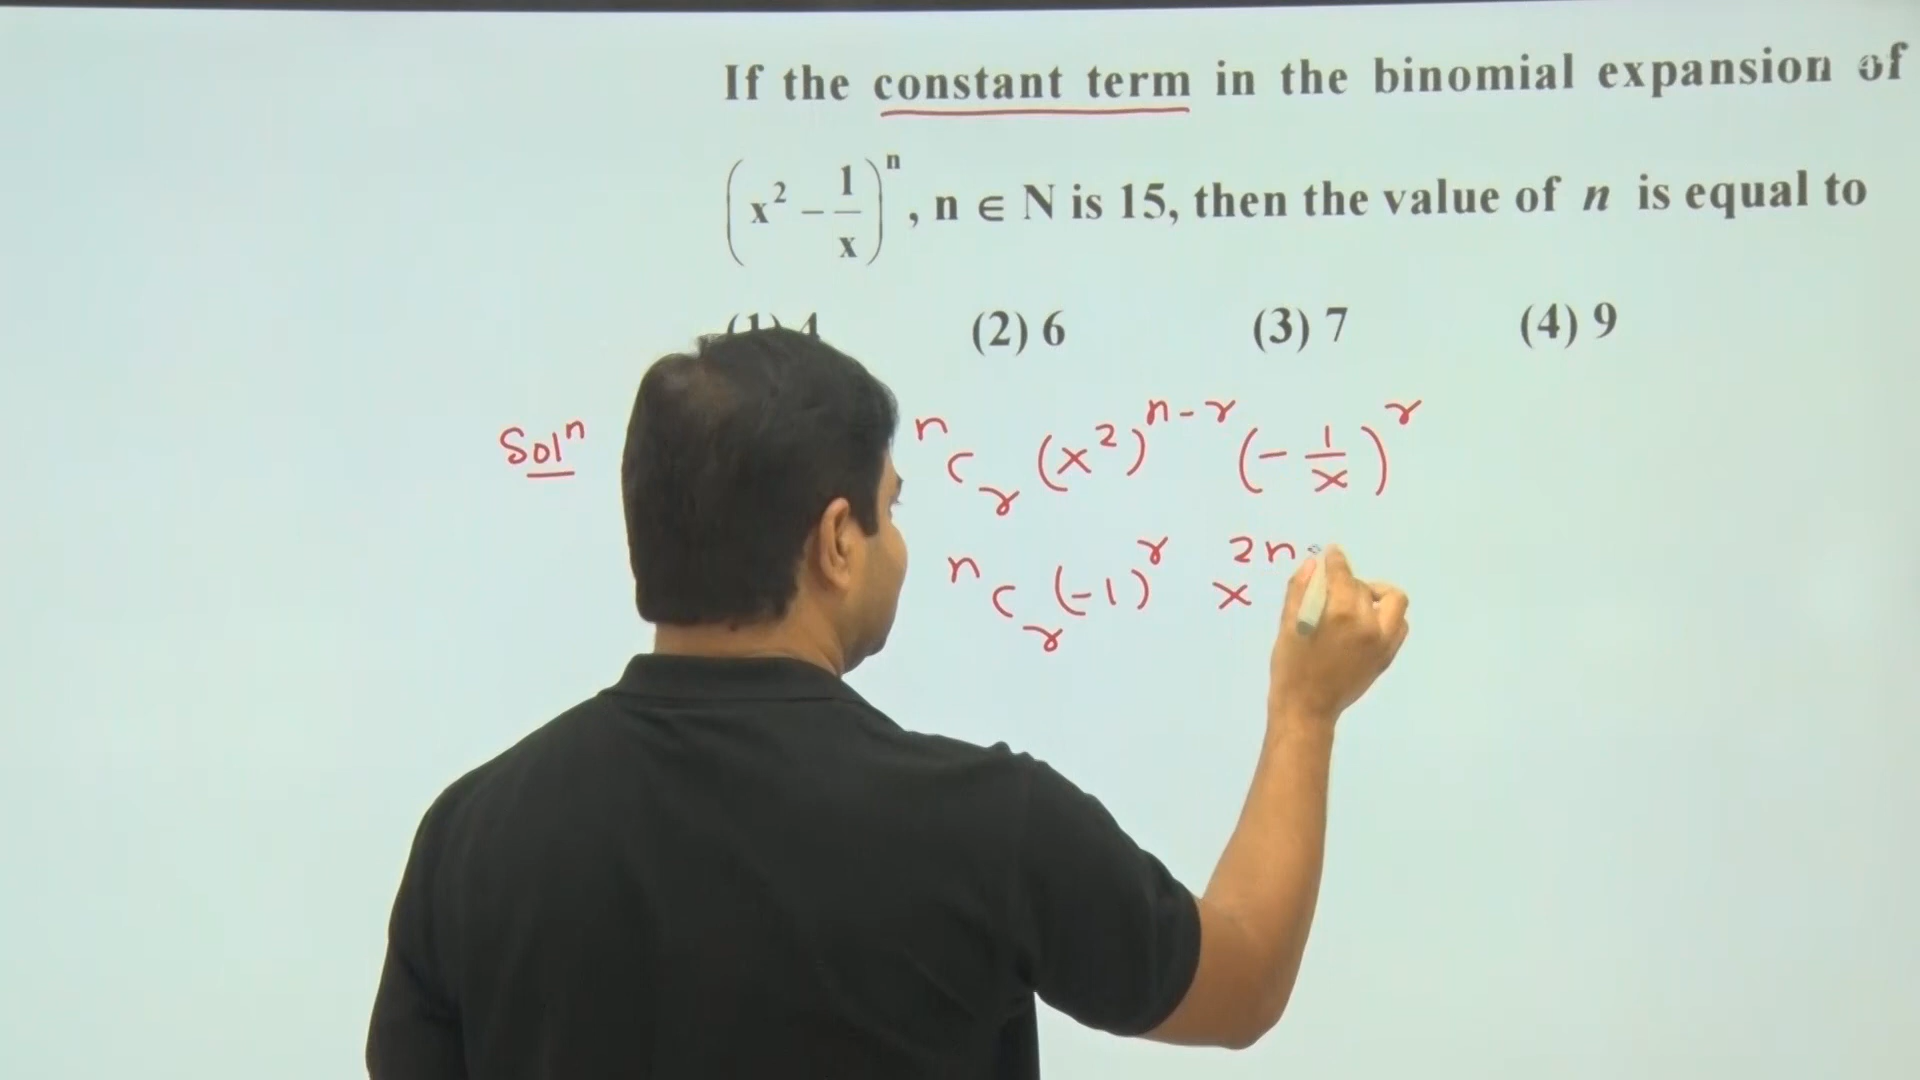 If the constant term in the binomial expansion of
(x² − 1/x)ⁿ, n ∈ N is 15, then the value of n is equal to
(2) 6 (3) 7 (4) 9
Solⁿ ⁿCᵣ (x²)ⁿ⁻ʳ (−1/x)ʳ
ⁿCᵣ (−1)ʳ x²ⁿ